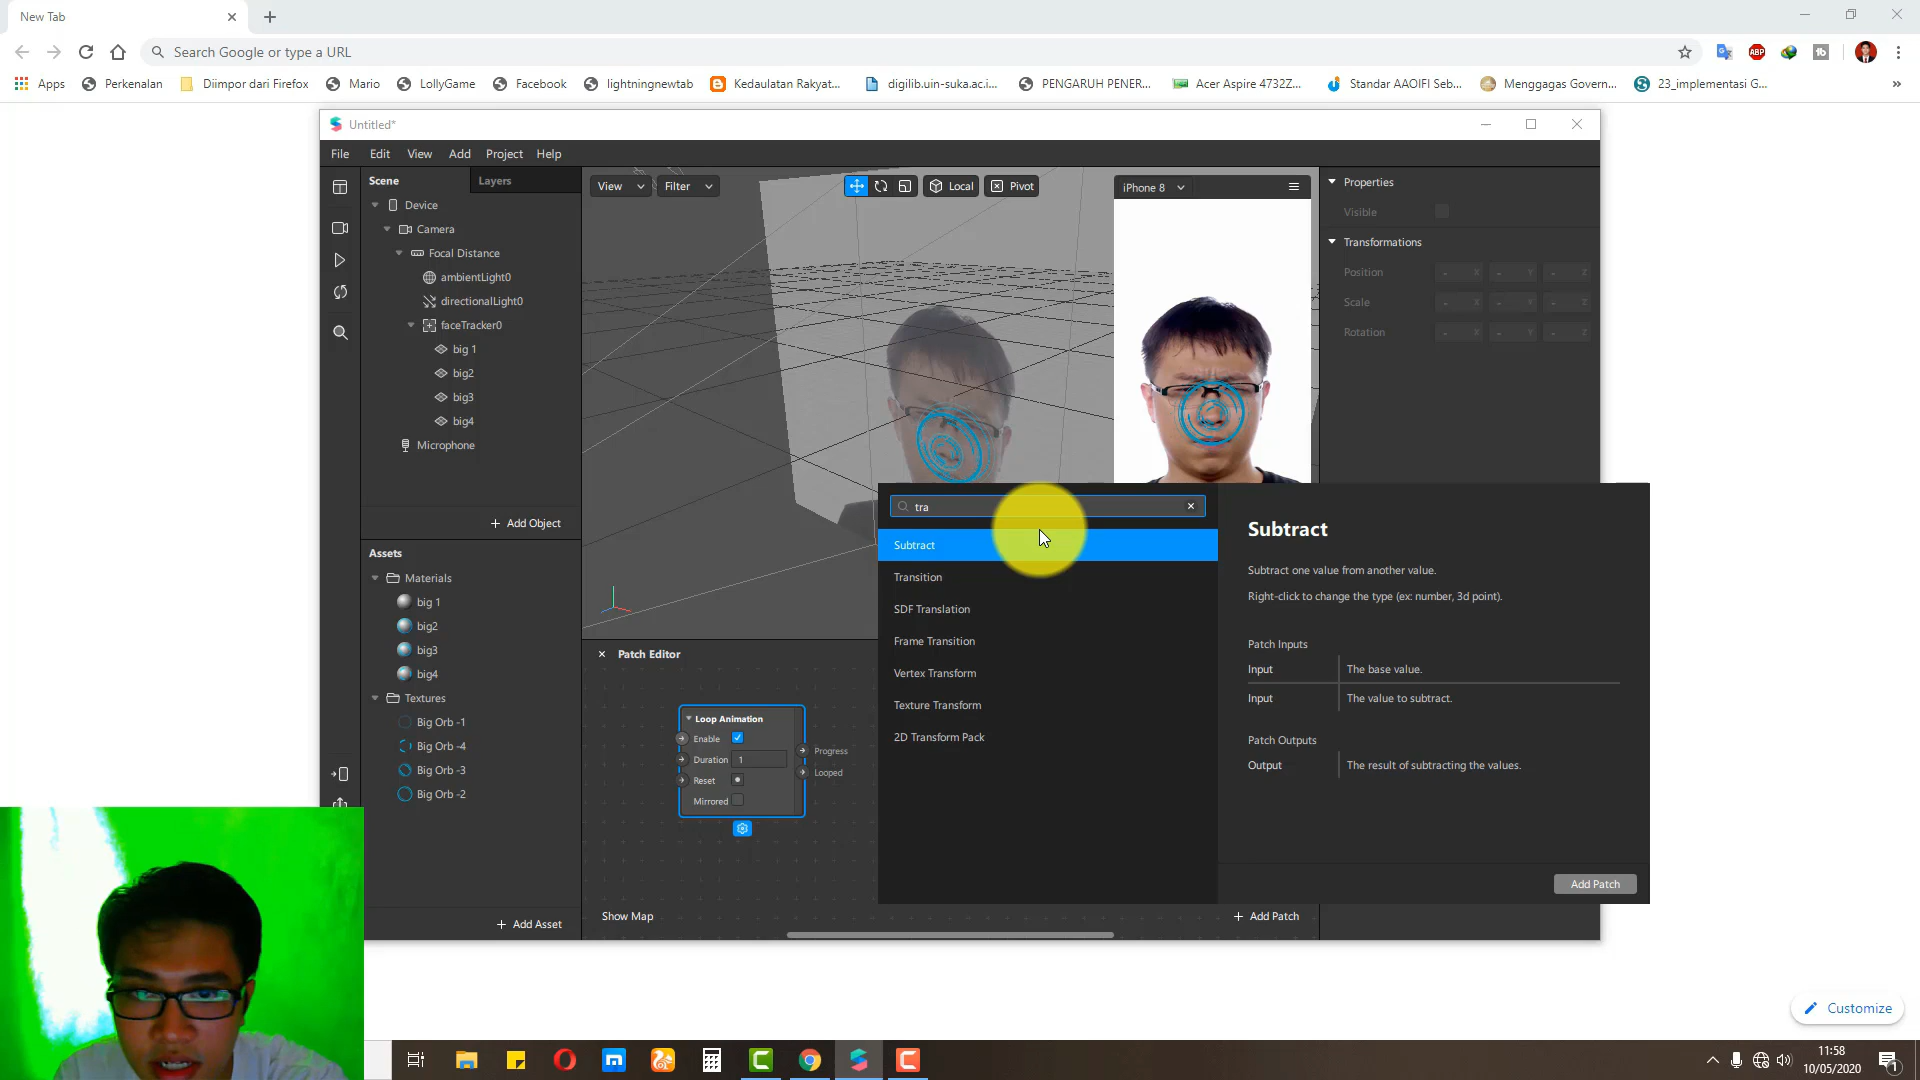 New Tab
Search Google or type a URL
ABP
tb
Apps
Perkenalan
Diimpor dari Firefox
Mario
LollyGame
Facebook
lightningnewtab
Kedaulatan Rakyat...
digilib.uin-suka.ac.i...
PENGARUH PENER...
Acer Aspire 4732Z...
Standar AAOIFI Seb...
Menggagas Govern...
23_implementasi G...
»
Untitled*
File Edit View Add Project Help
Scene
Layers
Device
Camera
Focal Distance
ambientLight0
directionalLight0
faceTracker0
big 1
big2
big3
big4
Microphone
+ Add Object
Assets
Materials
big 1
big2
big3
big4
Textures
Big Orb -1
Big Orb -4
Big Orb -3
Big Orb -2
+ Add Asset
View
Filter
Local
Pivot
iPhone 8
Properties
Visible
Transformations
Position - X - Y - Z
Scale - X - Y - Z
Rotation - X - Y - Z
Patch Editor
Loop Animation
Enable
Duration 1
Reset
Mirrored
Progress
Looped
Show Map
+ Add Patch
tra
Subtract
Transition
SDF Translation
Frame Transition
Vertex Transform
Texture Transform
2D Transform Pack
Subtract
Subtract one value from another value.
Right-click to change the type (ex: number, 3d point).
Patch Inputs
Input The base value.
Input The value to subtract.
Patch Outputs
Output The result of subtracting the values.
Add Patch
Customize
11:58
10/05/2020
1